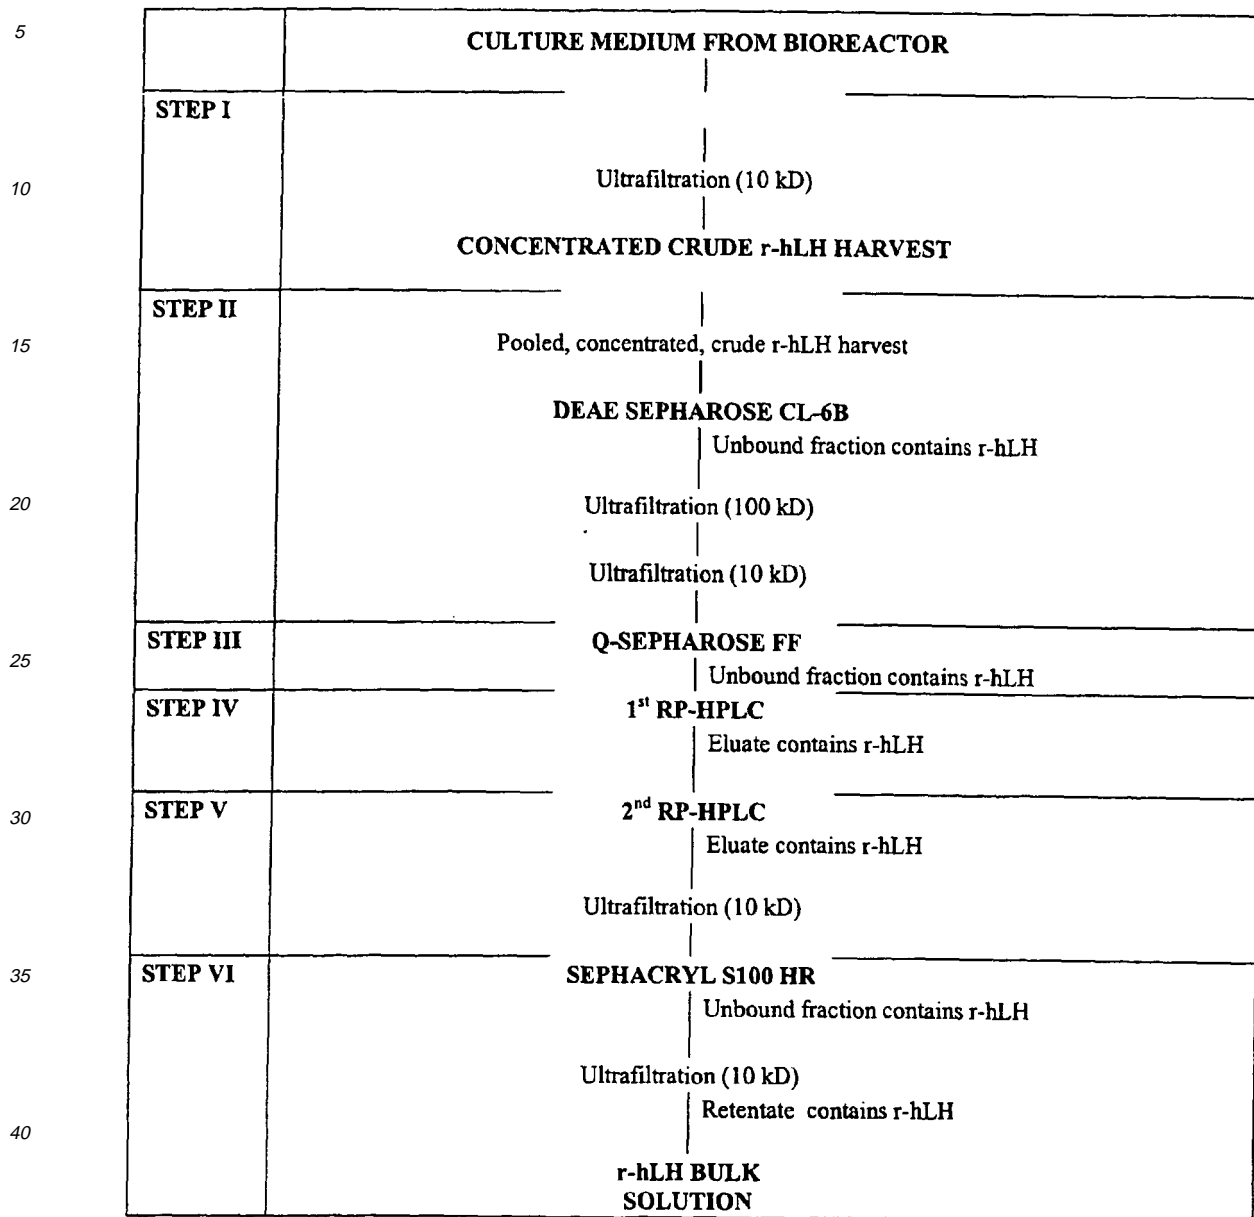 5
CULTURE MEDIUM FROM BIOREACTOR
STEP I
10
Ultrafiltration (10 kD)
CONCENTRATED CRUDE r-hLH HARVEST
STEP II
15
Pooled, concentrated, crude r-hLH harvest
DEAE SEPHAROSE CL-6B
Unbound fraction contains r-hLH
20
Ultrafiltration (100 kD)
Ultrafiltration (10 kD)
STEP III
Q-SEPHAROSE FF
25
Unbound fraction contains r-hLH
STEP IV
1st RP-HPLC
Eluate contains r-hLH
STEP V
30
2nd RP-HPLC
Eluate contains r-hLH
Ultrafiltration (10 kD)
STEP VI
35
SEPHACRYL S100 HR
Unbound fraction contains r-hLH
Ultrafiltration (10 kD)
Retentate contains r-hLH
40
r-hLH BULK
SOLUTION